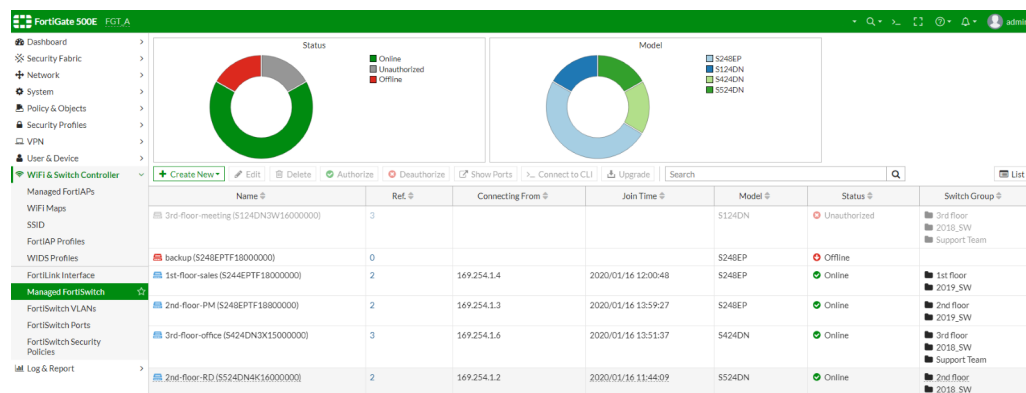 FortiGate 500E FGT_A
admin
Dashboard
Security Fabric
Network
System
Policy & Objects
Security Profiles
VPN
User & Device
WiFi & Switch Controller
Managed FortiAPs
WiFi Maps
SSID
FortiAP Profiles
WIDS Profiles
FortiLink Interface
Managed FortiSwitch
FortiSwitch VLANs
FortiSwitch Ports
FortiSwitch Security
Policies
Log & Report
Status
Online
Unauthorized
Offline
Model
S248EP
S124DN
S424DN
S524DN
Create New Edit Delete Authorize Deauthorize Show Ports Connect to CLI Upgrade Search List
Name Ref. Connecting From Join Time Model Status Switch Group
3rd-floor-meeting (S124DN3W16000000) 3 S124DN Unauthorized 3rd floor
2018_SW
Support Team
backup (S248EPTF18000000) 0 S248EP Offline
1st-floor-sales (S244EPTF18000000) 2 169.254.1.4 2020/01/16 12:00:48 S248EP Online 1st floor
2019_SW
2nd-floor-PM (S248EPTF18800000) 2 169.254.1.3 2020/01/16 13:59:27 S248EP Online 2nd floor
2019_SW
3rd-floor-office (S424DN3X15000000) 3 169.254.1.6 2020/01/16 13:51:37 S424DN Online 3rd floor
2018_SW
Support Team
2nd-floor-RD (S524DN4K16000000) 2 169.254.1.2 2020/01/16 11:44:09 S524DN Online 2nd floor
2018_SW